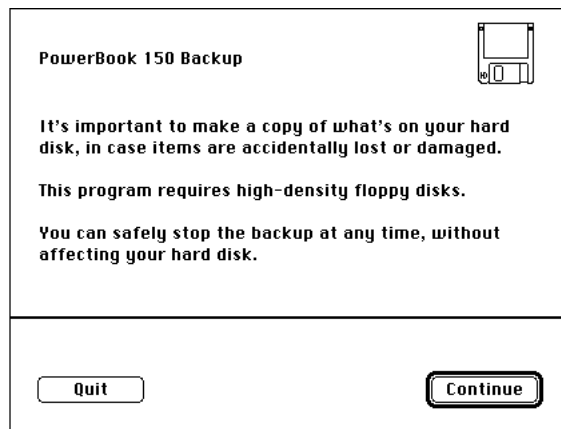 PowerBook 150 Backup
HD
It's important to make a copy of what's on your hard
disk, in case items are accidentally lost or damaged.
This program requires high-density floppy disks.
You can safely stop the backup at any time, without
affecting your hard disk.
Quit
Continue